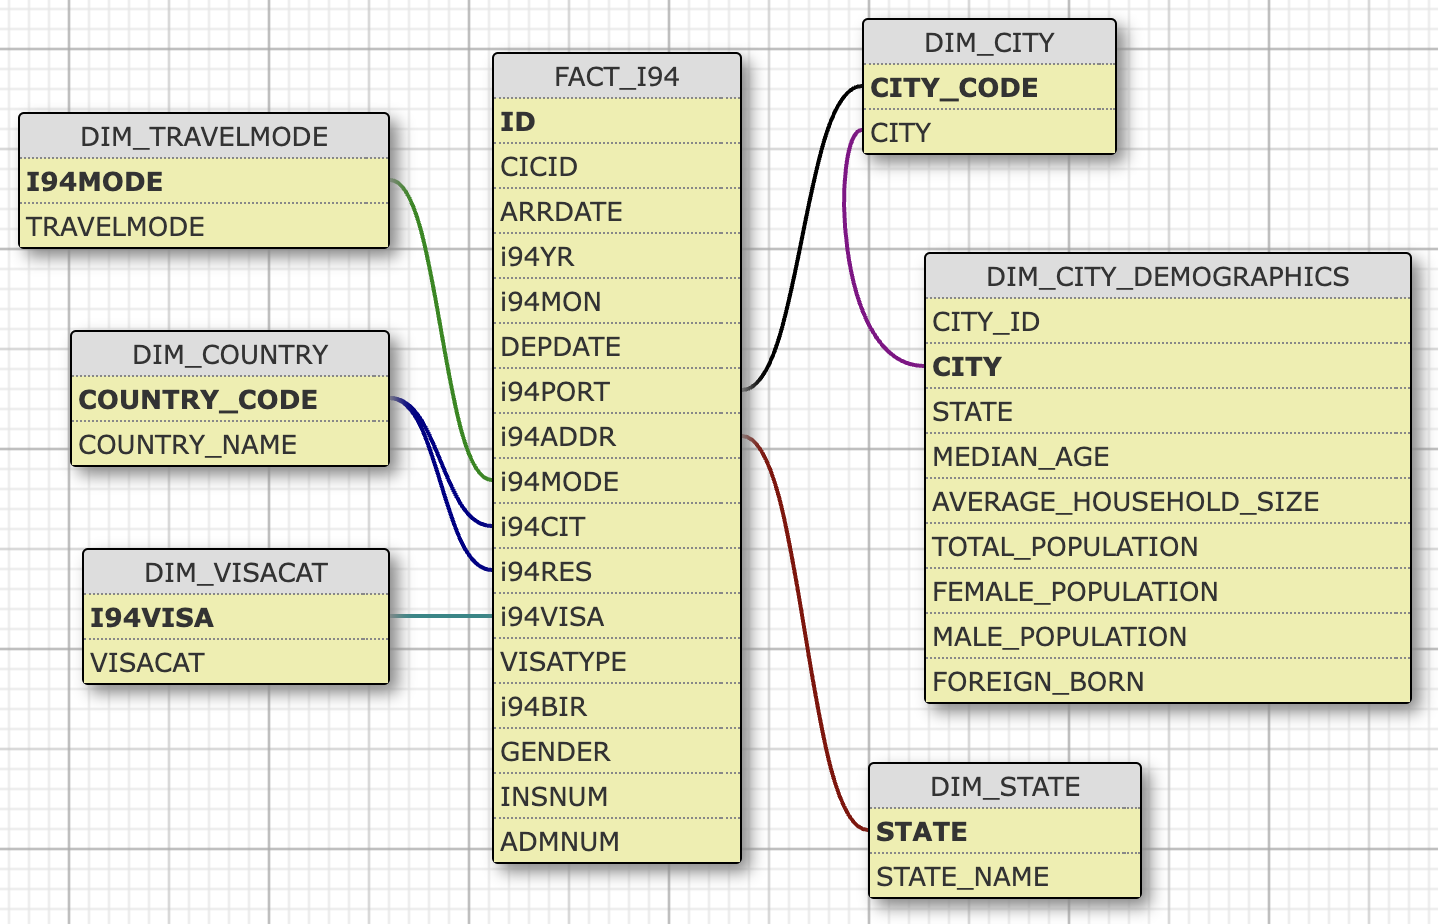 DIM_TRAVELMODE
I94MODE
TRAVELMODE
DIM_COUNTRY
COUNTRY_CODE
COUNTRY_NAME
DIM_VISACAT
I94VISA
VISACAT
FACT_I94
ID
CICID
ARRDATE
i94YR
i94MON
DEPDATE
i94PORT
i94ADDR
i94MODE
i94CIT
i94RES
i94VISA
VISATYPE
i94BIR
GENDER
INSNUM
ADMNUM
DIM_CITY
CITY_CODE
CITY
DIM_CITY_DEMOGRAPHICS
CITY_ID
CITY
STATE
MEDIAN_AGE
AVERAGE_HOUSEHOLD_SIZE
TOTAL_POPULATION
FEMALE_POPULATION
MALE_POPULATION
FOREIGN_BORN
DIM_STATE
STATE
STATE_NAME